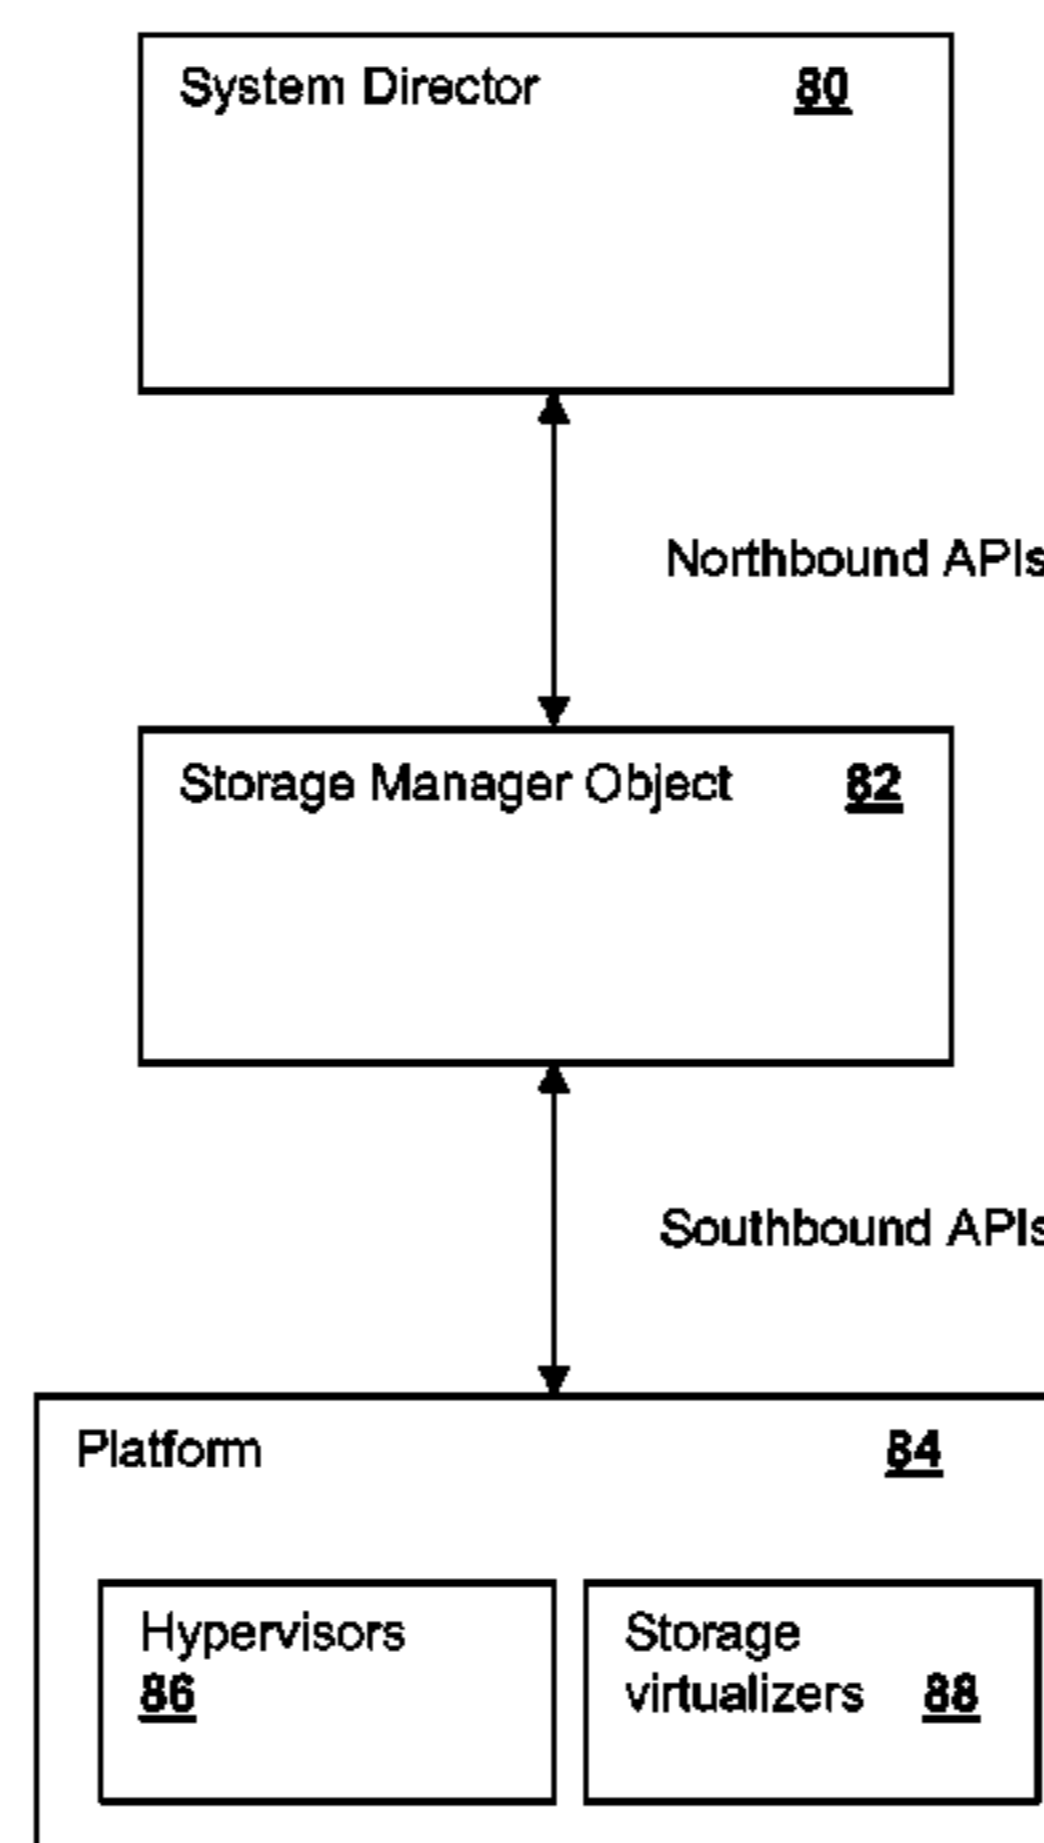 System Director 80
Northbound APIs
Storage Manager Object 82
Southbound APIs
Platform 84
Hypervisors
86
Storage
virtualizers 88